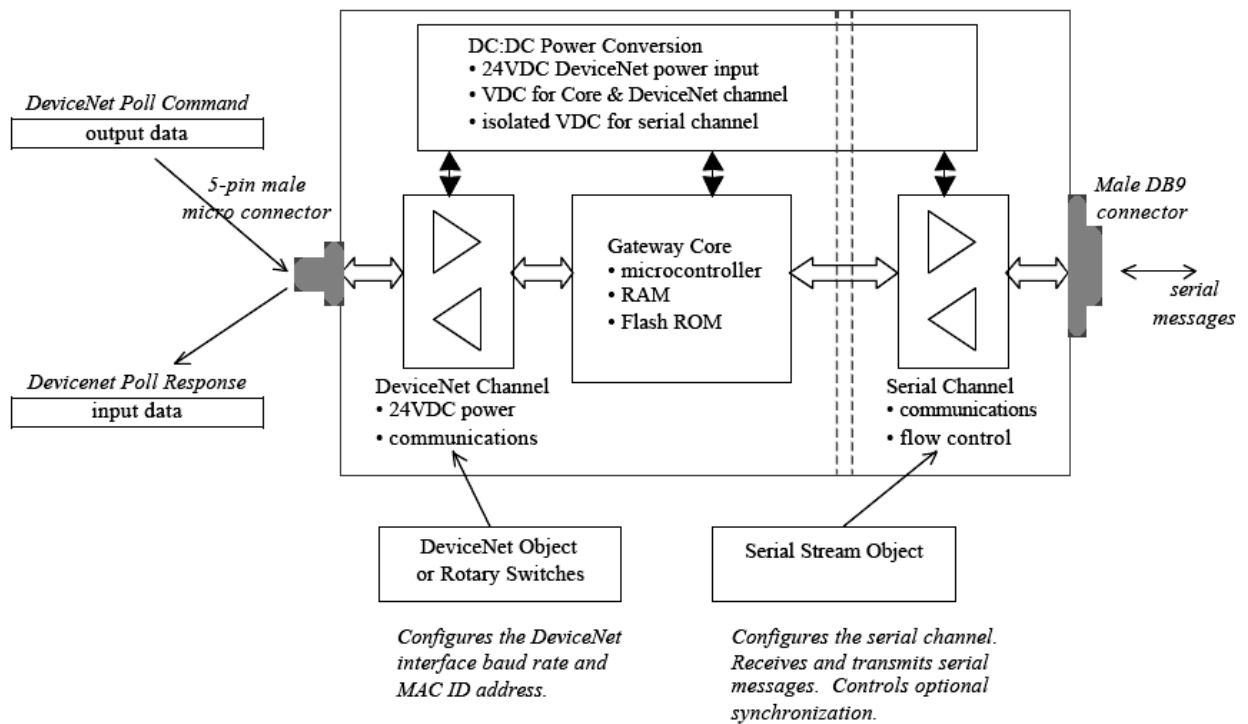 DC:DC Power Conversion
• 24VDC DeviceNet power input
• VDC for Core & DeviceNet channel
• isolated VDC for serial channel
DeviceNet Poll Command
output data
5-pin male
micro connector
Devicenet Poll Response
input data
DeviceNet Channel
• 24VDC power
• communications
Gateway Core
• microcontroller
• RAM
• Flash ROM
Serial Channel
• communications
• flow control
Male DB9
connector
serial
messages
DeviceNet Object
or Rotary Switches
Configures the DeviceNet
interface baud rate and
MAC ID address.
Serial Stream Object
Configures the serial channel.
Receives and transmits serial
messages.  Controls optional
synchronization.